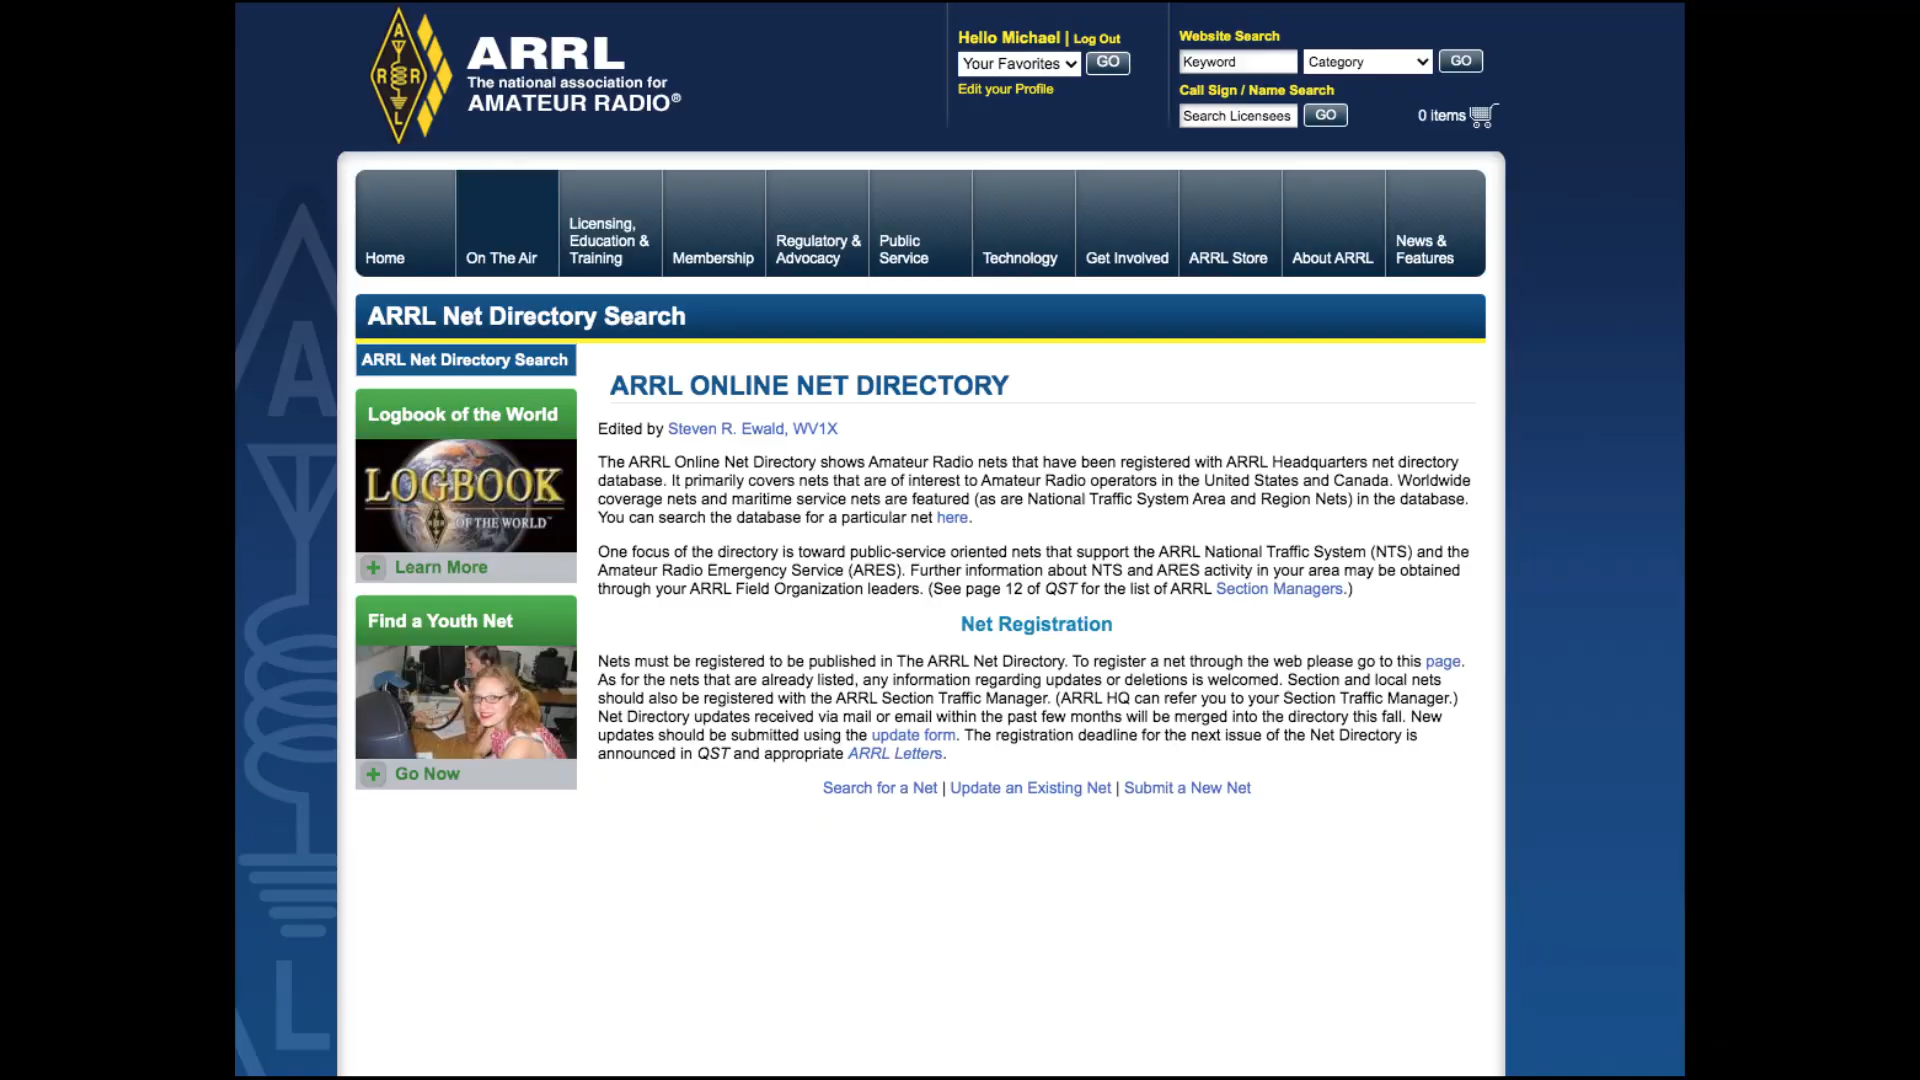 ARRL
The national association for
AMATEUR RADIO®
Hello Michael | Log Out
Your Favorites GO
Edit your Profile
Website Search
Keyword Category GO
Call Sign / Name Search
Search Licensees GO 0 items
Home
On The Air
Licensing,
Education &
Training
Membership
Regulatory &
Advocacy
Public
Service
Technology
Get Involved
ARRL Store
About ARRL
News &
Features
ARRL Net Directory Search
ARRL Net Directory Search
Logbook of the World
LOGBOOK
OF THE WORLD™
Learn More
Find a Youth Net
Go Now
ARRL ONLINE NET DIRECTORY
Edited by Steven R. Ewald, WV1X
The ARRL Online Net Directory shows Amateur Radio nets that have been registered with ARRL Headquarters net directory
database. It primarily covers nets that are of interest to Amateur Radio operators in the United States and Canada. Worldwide
coverage nets and maritime service nets are featured (as are National Traffic System Area and Region Nets) in the database.
You can search the database for a particular net here.
One focus of the directory is toward public-service oriented nets that support the ARRL National Traffic System (NTS) and the
Amateur Radio Emergency Service (ARES). Further information about NTS and ARES activity in your area may be obtained
through your ARRL Field Organization leaders. (See page 12 of QST for the list of ARRL Section Managers.)
Net Registration
Nets must be registered to be published in The ARRL Net Directory. To register a net through the web please go to this page.
As for the nets that are already listed, any information regarding updates or deletions is welcomed. Section and local nets
should also be registered with the ARRL Section Traffic Manager. (ARRL HQ can refer you to your Section Traffic Manager.)
Net Directory updates received via mail or email within the past few months will be merged into the directory this fall. New
updates should be submitted using the update form. The registration deadline for the next issue of the Net Directory is
announced in QST and appropriate ARRL Letters.
Search for a Net | Update an Existing Net | Submit a New Net